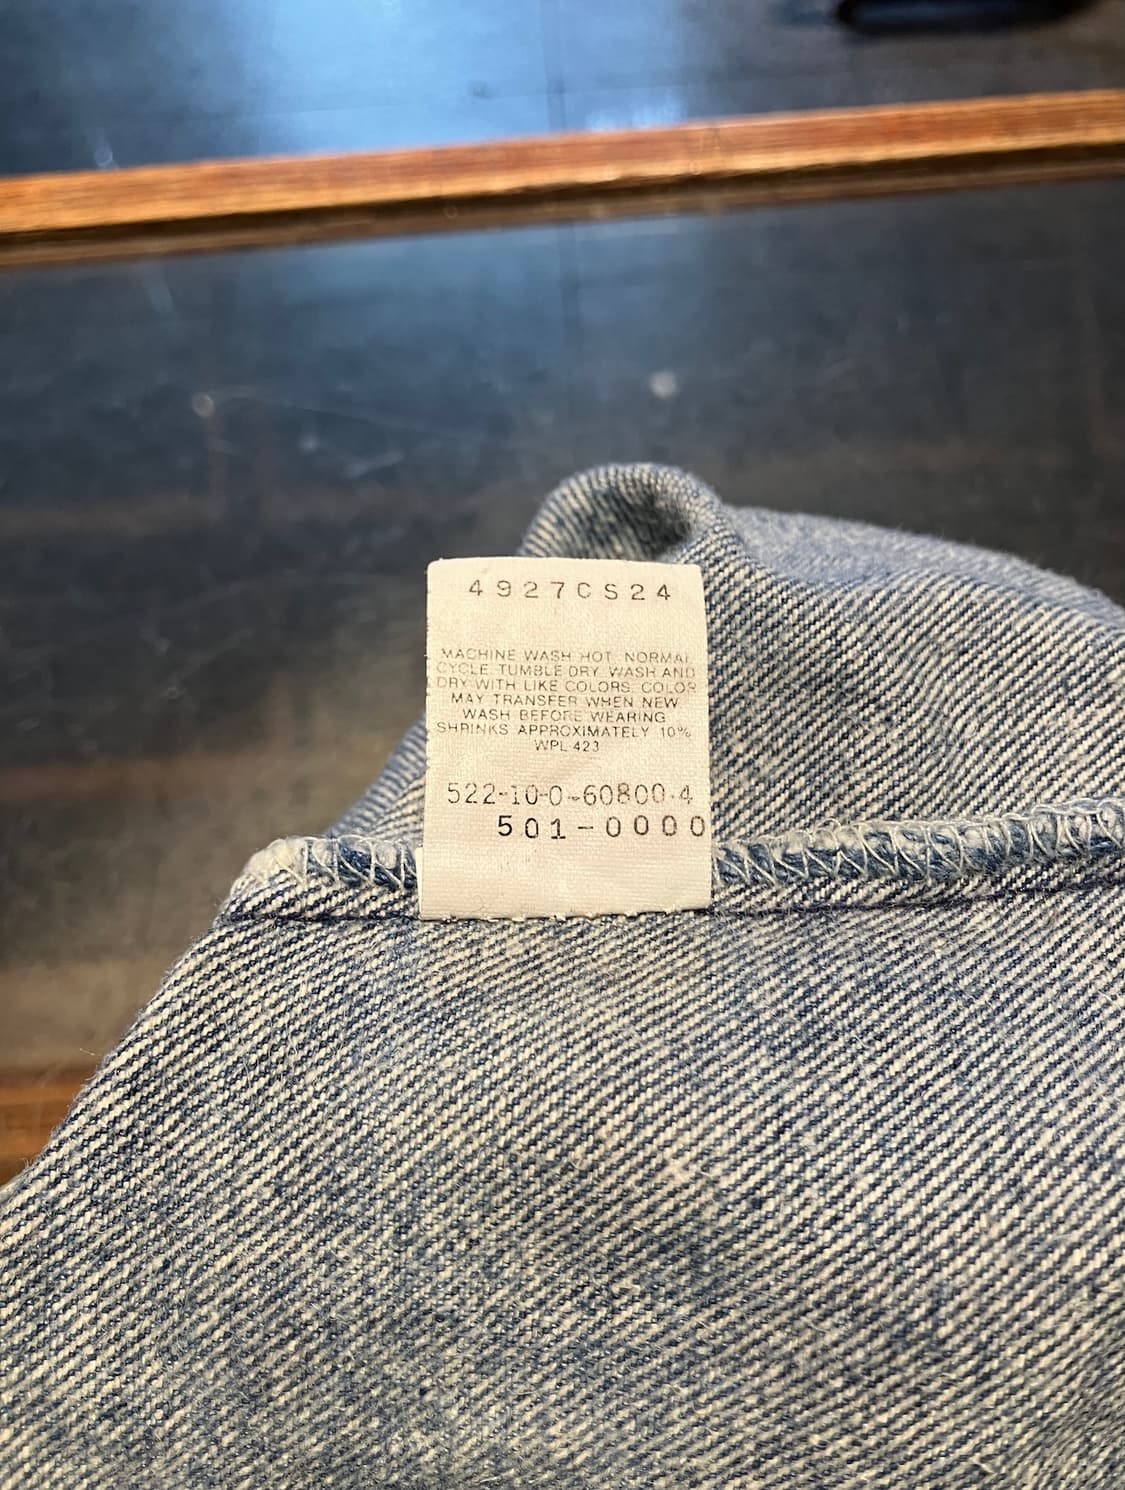 4927CS24
MACHINE WASH HOT. NORMAL
CYCLE. TUMBLE DRY. WASH AND
DRY WITH LIKE COLORS. COLOR
MAY TRANSFER WHEN NEW
WASH BEFORE WEARING
SHRINKS APPROXIMATELY 10%
WPL 423
522-10-0-60800-4
501-0000